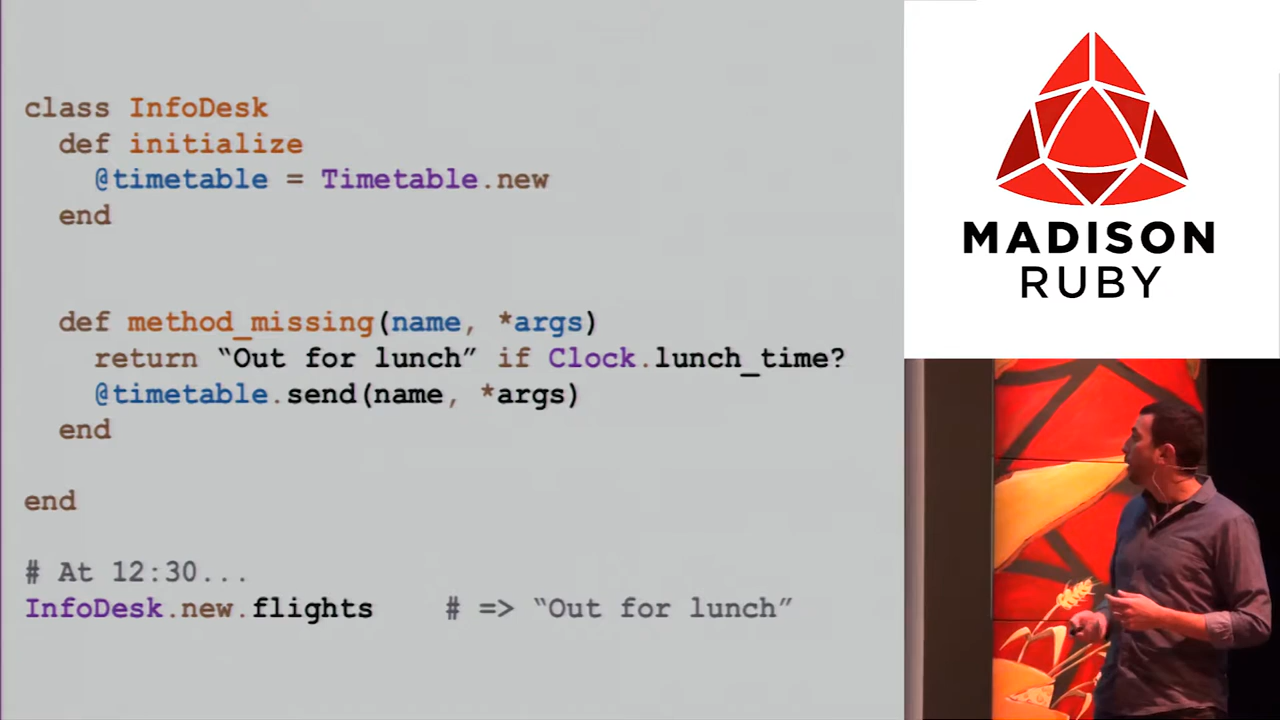 class InfoDesk
  def initialize
    @timetable = Timetable.new
  end
  def method_missing(name, *args)
    return “Out for lunch” if Clock.lunch_time?
    @timetable.send(name, *args)
  end
end
# At 12:30...
InfoDesk.new.flights    # => “Out for lunch”
MADISON
RUBY